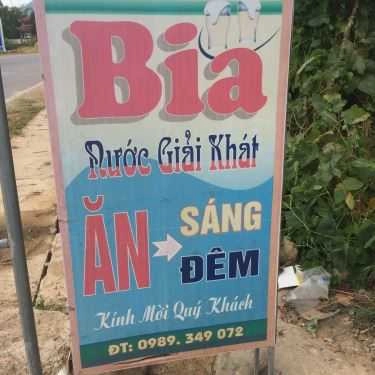 Bia
Nước Giải Khát
ĂN SÁNG
ĐÊM
Kính Mời Quý Khách
ĐT: 0989. 349 072